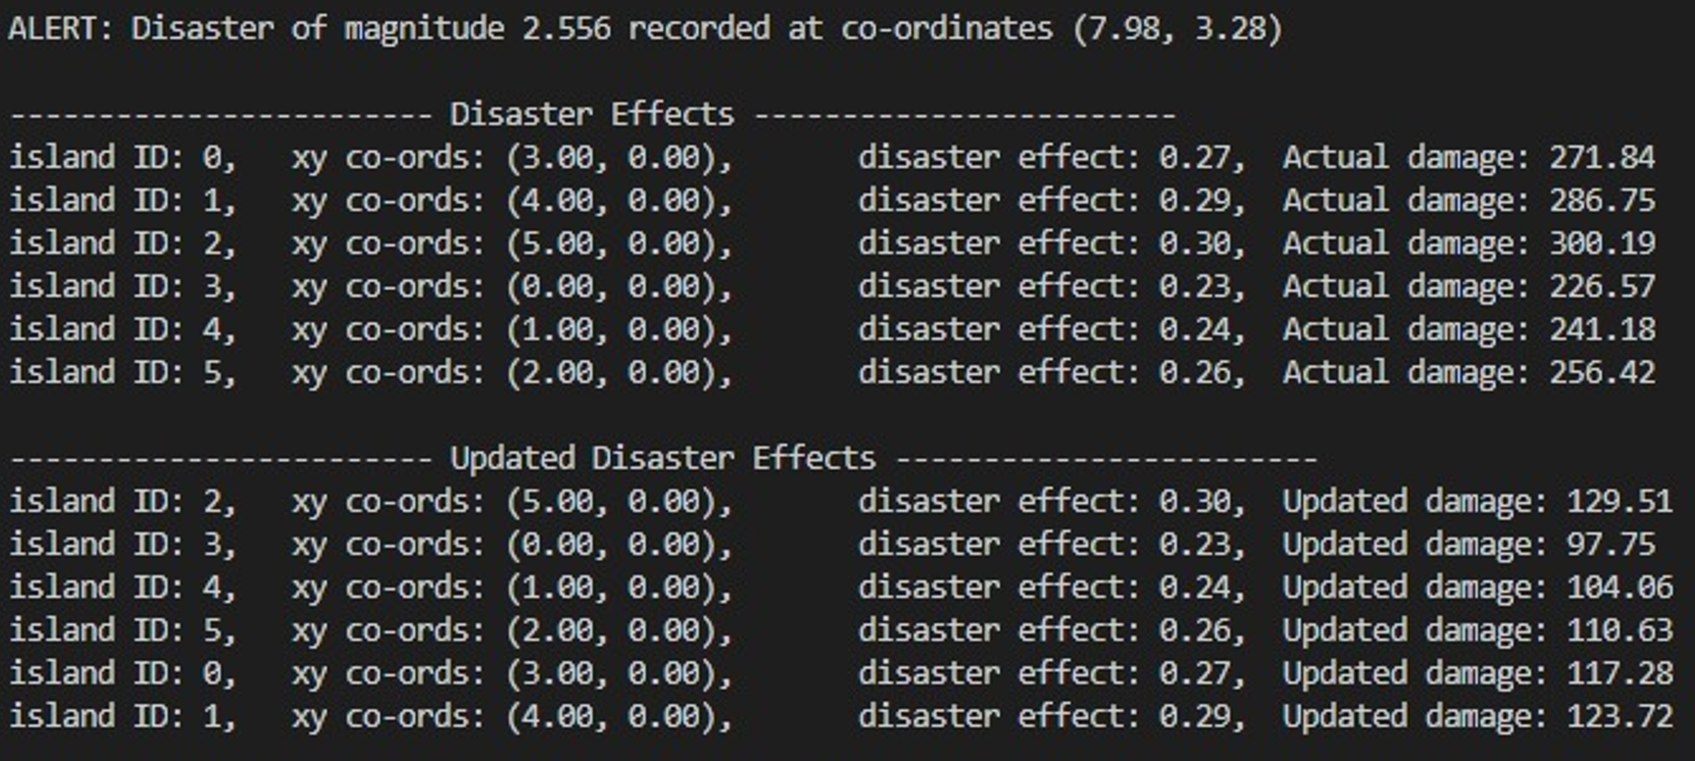 ALERT: Disaster of magnitude 2.556 recorded at co-ordinates (7.98, 3.28)
------------------------ Disaster Effects ------------------------
island ID: 0, xy co-ords: (3.00, 0.00), disaster effect: 0.27, Actual damage: 271.84
island ID: 1, xy co-ords: (4.00, 0.00), disaster effect: 0.29, Actual damage: 286.75
island ID: 2, xy co-ords: (5.00, 0.00), disaster effect: 0.30, Actual damage: 300.19
island ID: 3, xy co-ords: (0.00, 0.00), disaster effect: 0.23, Actual damage: 226.57
island ID: 4, xy co-ords: (1.00, 0.00), disaster effect: 0.24, Actual damage: 241.18
island ID: 5, xy co-ords: (2.00, 0.00), disaster effect: 0.26, Actual damage: 256.42
------------------------ Updated Disaster Effects ------------------------
island ID: 2, xy co-ords: (5.00, 0.00), disaster effect: 0.30, Updated damage: 129.51
island ID: 3, xy co-ords: (0.00, 0.00), disaster effect: 0.23, Updated damage: 97.75
island ID: 4, xy co-ords: (1.00, 0.00), disaster effect: 0.24, Updated damage: 104.06
island ID: 5, xy co-ords: (2.00, 0.00), disaster effect: 0.26, Updated damage: 110.63
island ID: 0, xy co-ords: (3.00, 0.00), disaster effect: 0.27, Updated damage: 117.28
island ID: 1, xy co-ords: (4.00, 0.00), disaster effect: 0.29, Updated damage: 123.72